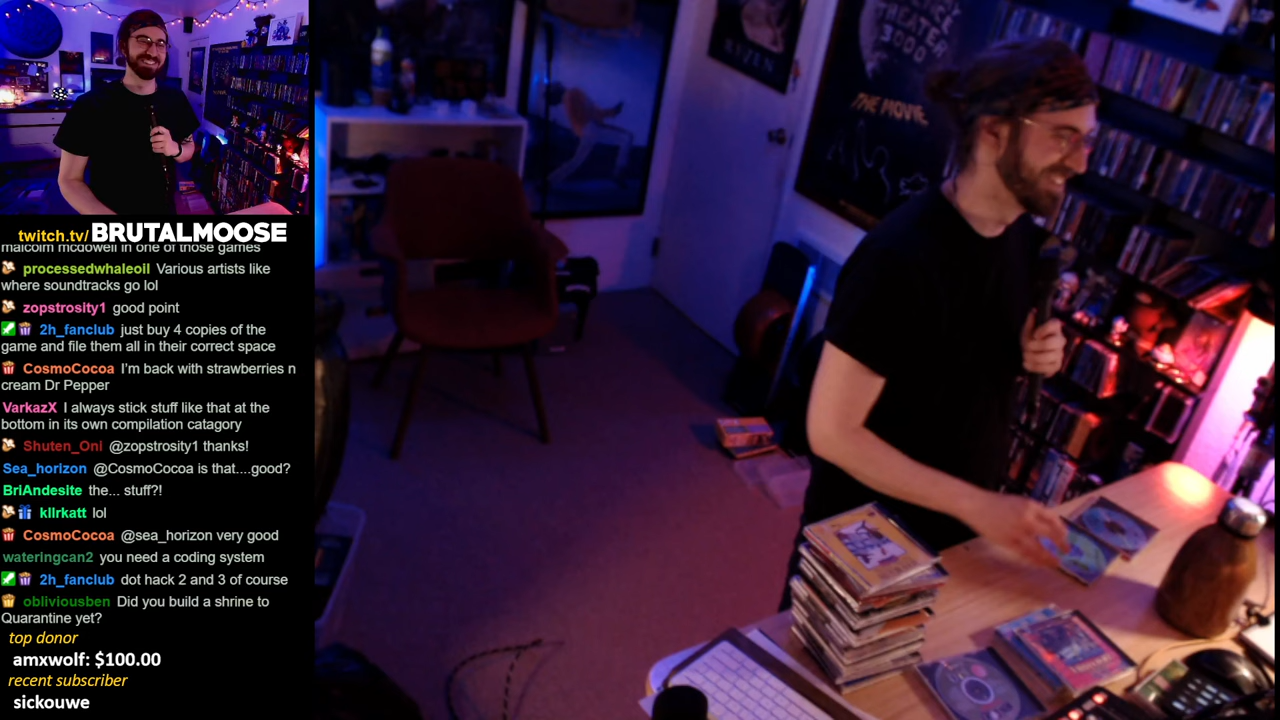 twitch.tv/BRUTALMOOSE
malcolm mcdowell in one of those games
processedwhaleoil Various artists like
where soundtracks go lol
zopstrosity1 good point
2h_fanclub just buy 4 copies of the
game and file them all in their correct space
CosmoCocoa I'm back with strawberries n
cream Dr Pepper
VarkazX I always stick stuff like that at the
bottom in its own compilation catagory
Shuten_Oni @zopstrosity1 thanks!
Sea_horizon @CosmoCocoa is that....good?
BriAndesite the... stuff?!
kllrkatt lol
CosmoCocoa @sea_horizon very good
wateringcan2 you need a coding system
2h_fanclub dot hack 2 and 3 of course
obliviousben Did you build a shrine to
Quarantine yet?
top donor
amxwolf: $100.00
recent subscriber
sickouwe
THEATER
3000
THE MOVIE